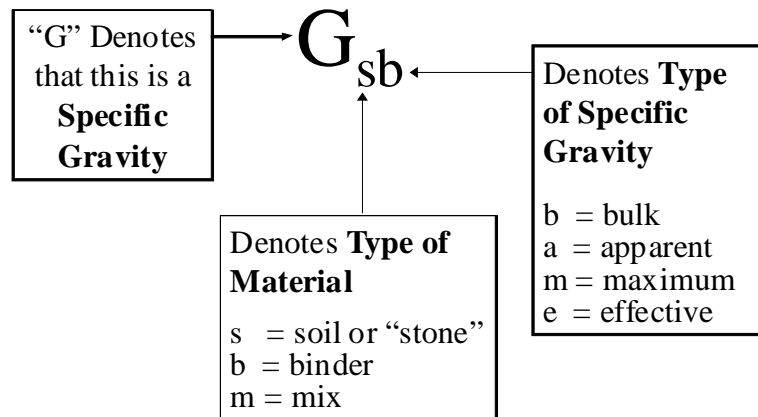 “G” Denotes
that this is a
Specific
Gravity
Gsb
Denotes Type
of Specific
Gravity
b = bulk
a = apparent
m = maximum
e = effective
Denotes Type of
Material
s = soil or “stone”
b = binder
m = mix